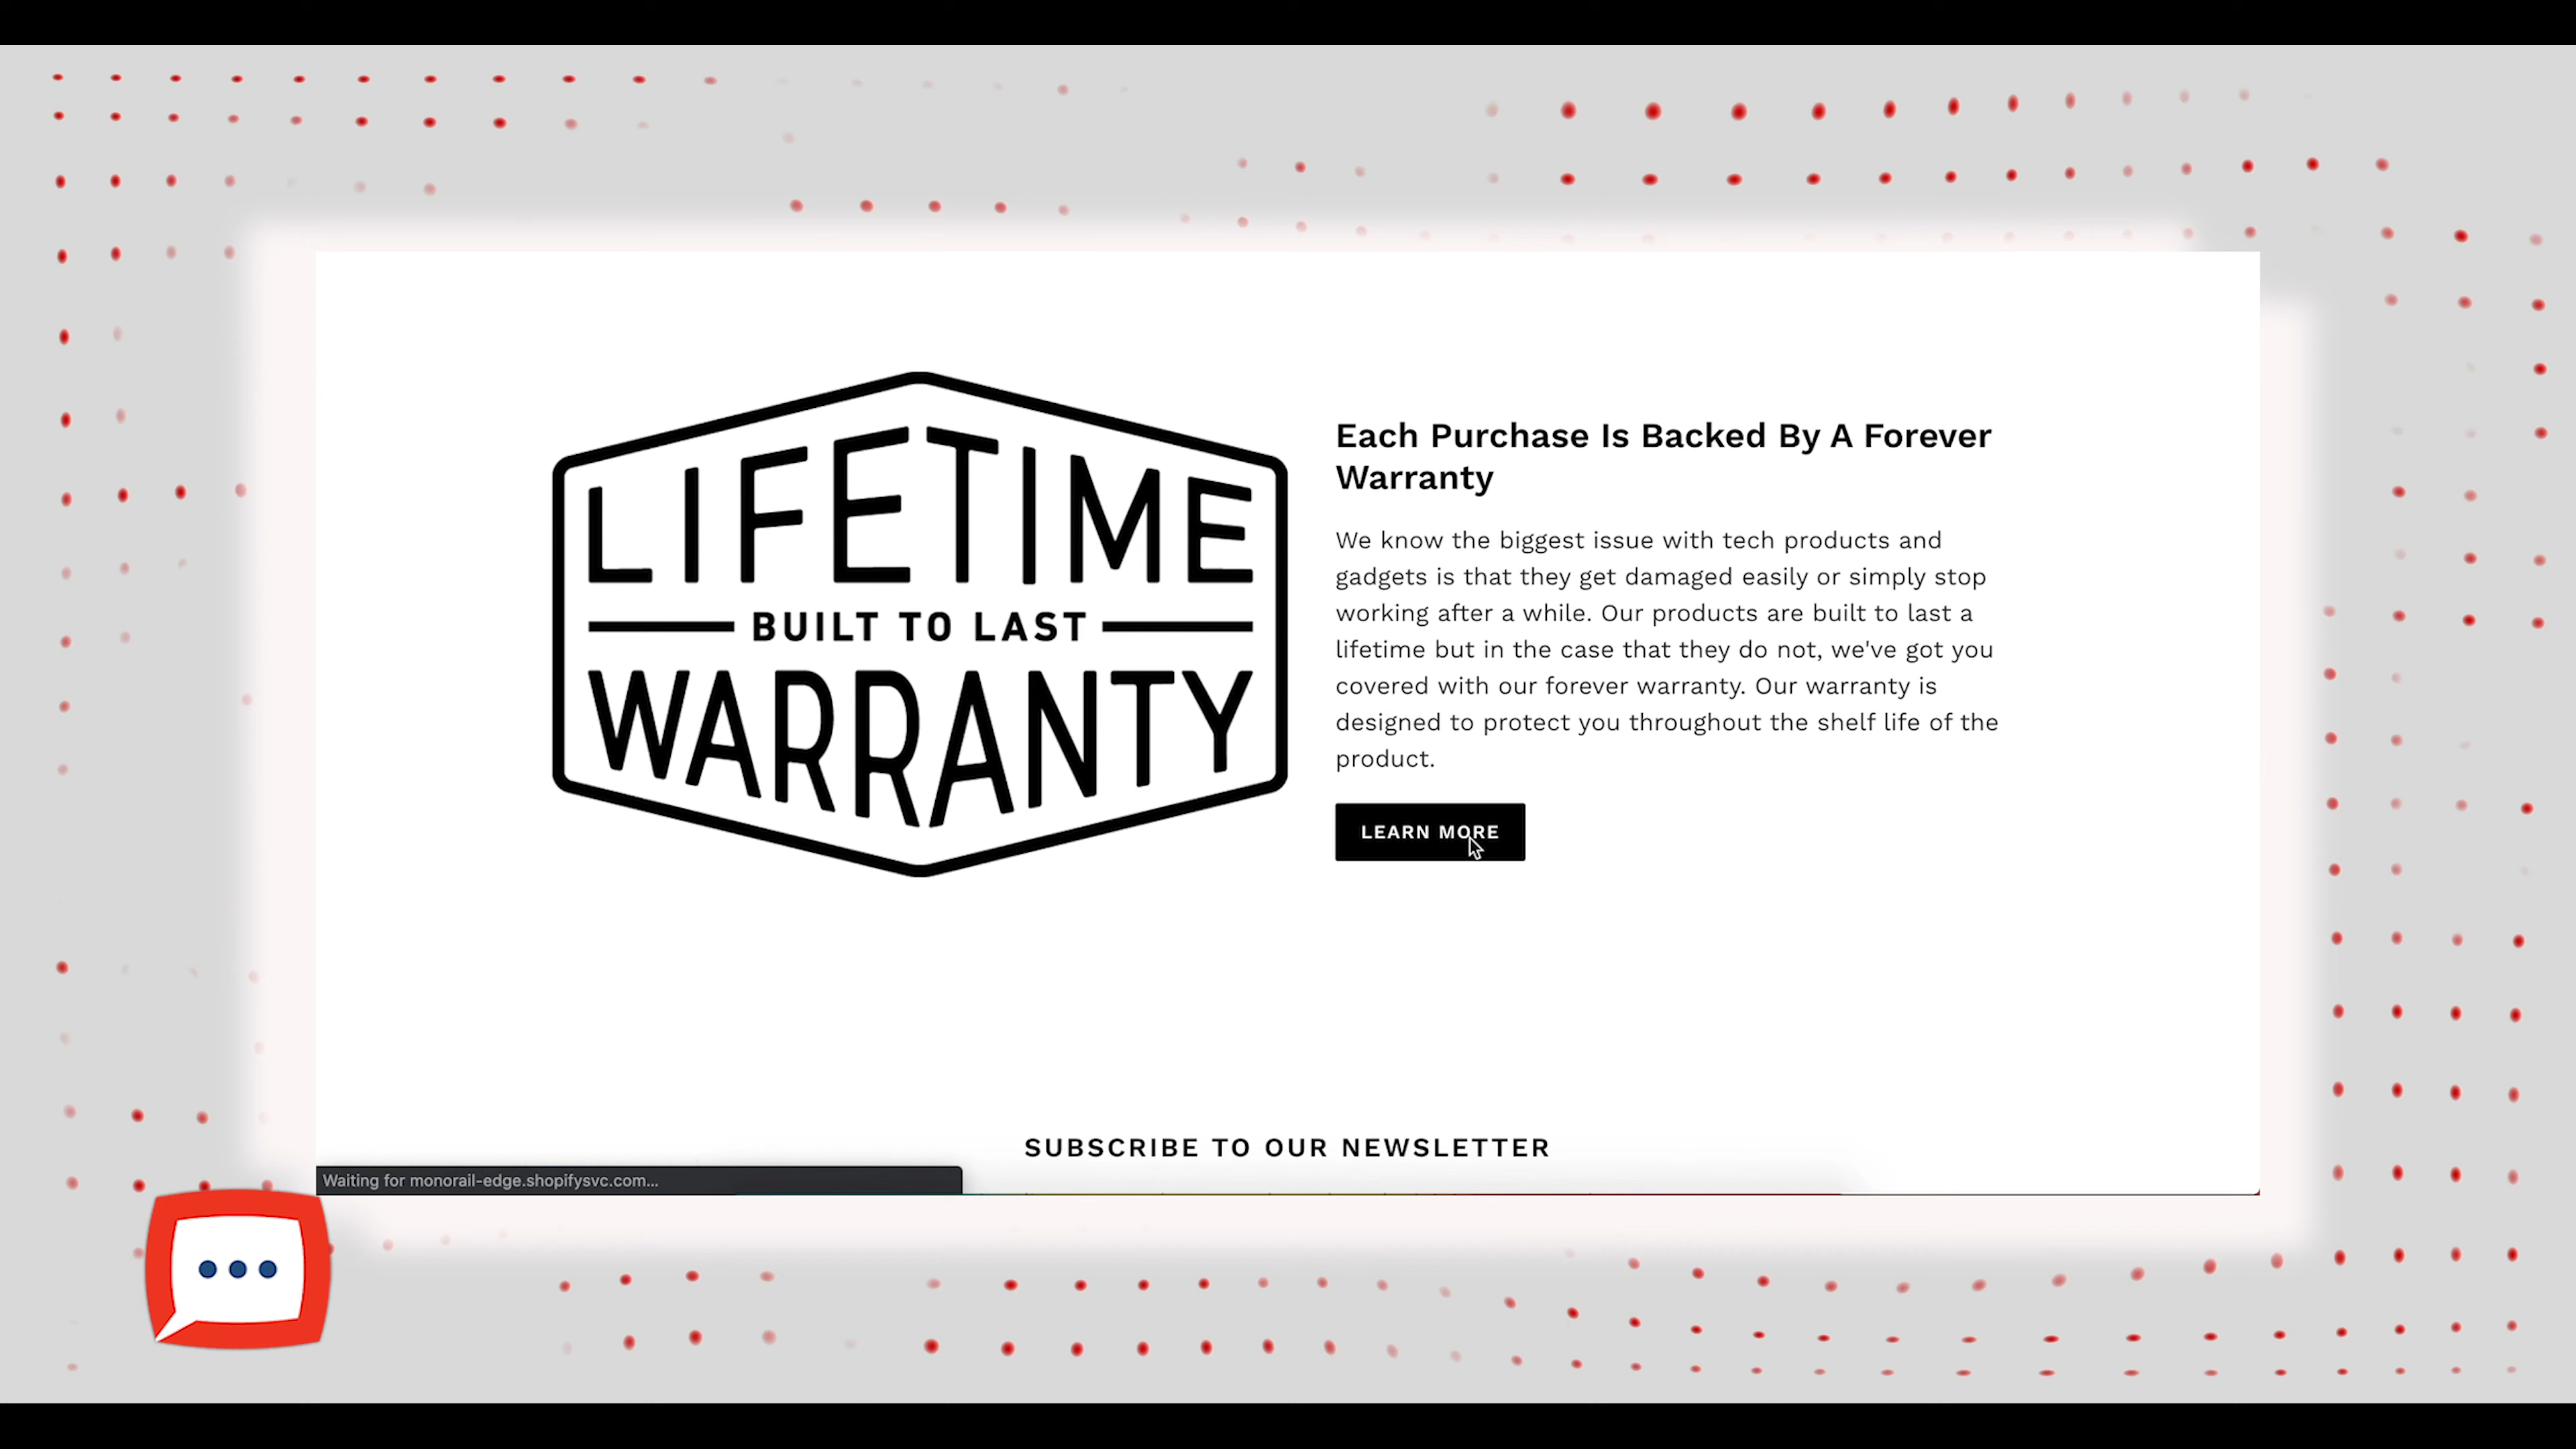 LIFETIME
BUILT TO LAST
WARRANTY
Each Purchase Is Backed By A Forever
Warranty
We know the biggest issue with tech products and
gadgets is that they get damaged easily or simply stop
working after a while. Our products are built to last a
lifetime but in the case that they do not, we've got you
covered with our forever warranty. Our warranty is
designed to protect you throughout the shelf life of the
product.
LEARN MORE
SUBSCRIBE TO OUR NEWSLETTER
Waiting for monorail-edge.shopifysvc.com...